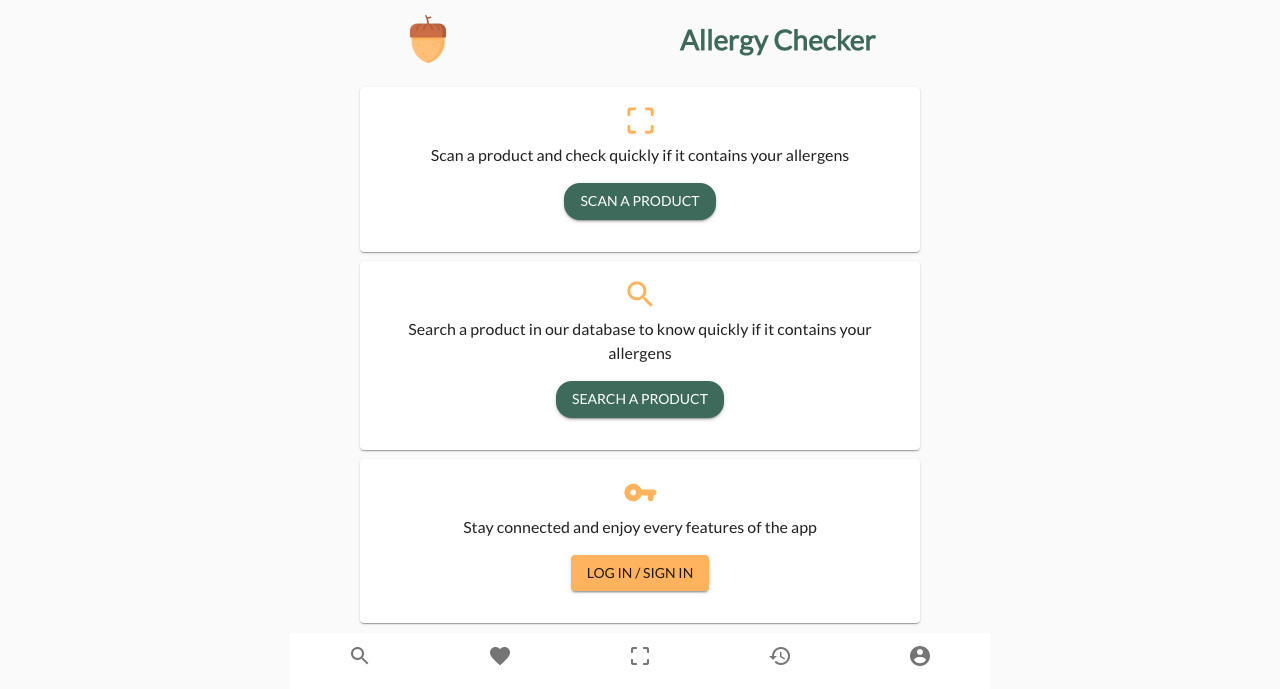 Allergy Checker
Scan a product and check quickly if it contains your allergens
SCAN A PRODUCT
Search a product in our database to know quickly if it contains your
allergens
SEARCH A PRODUCT
Stay connected and enjoy every features of the app
LOG IN / SIGN IN